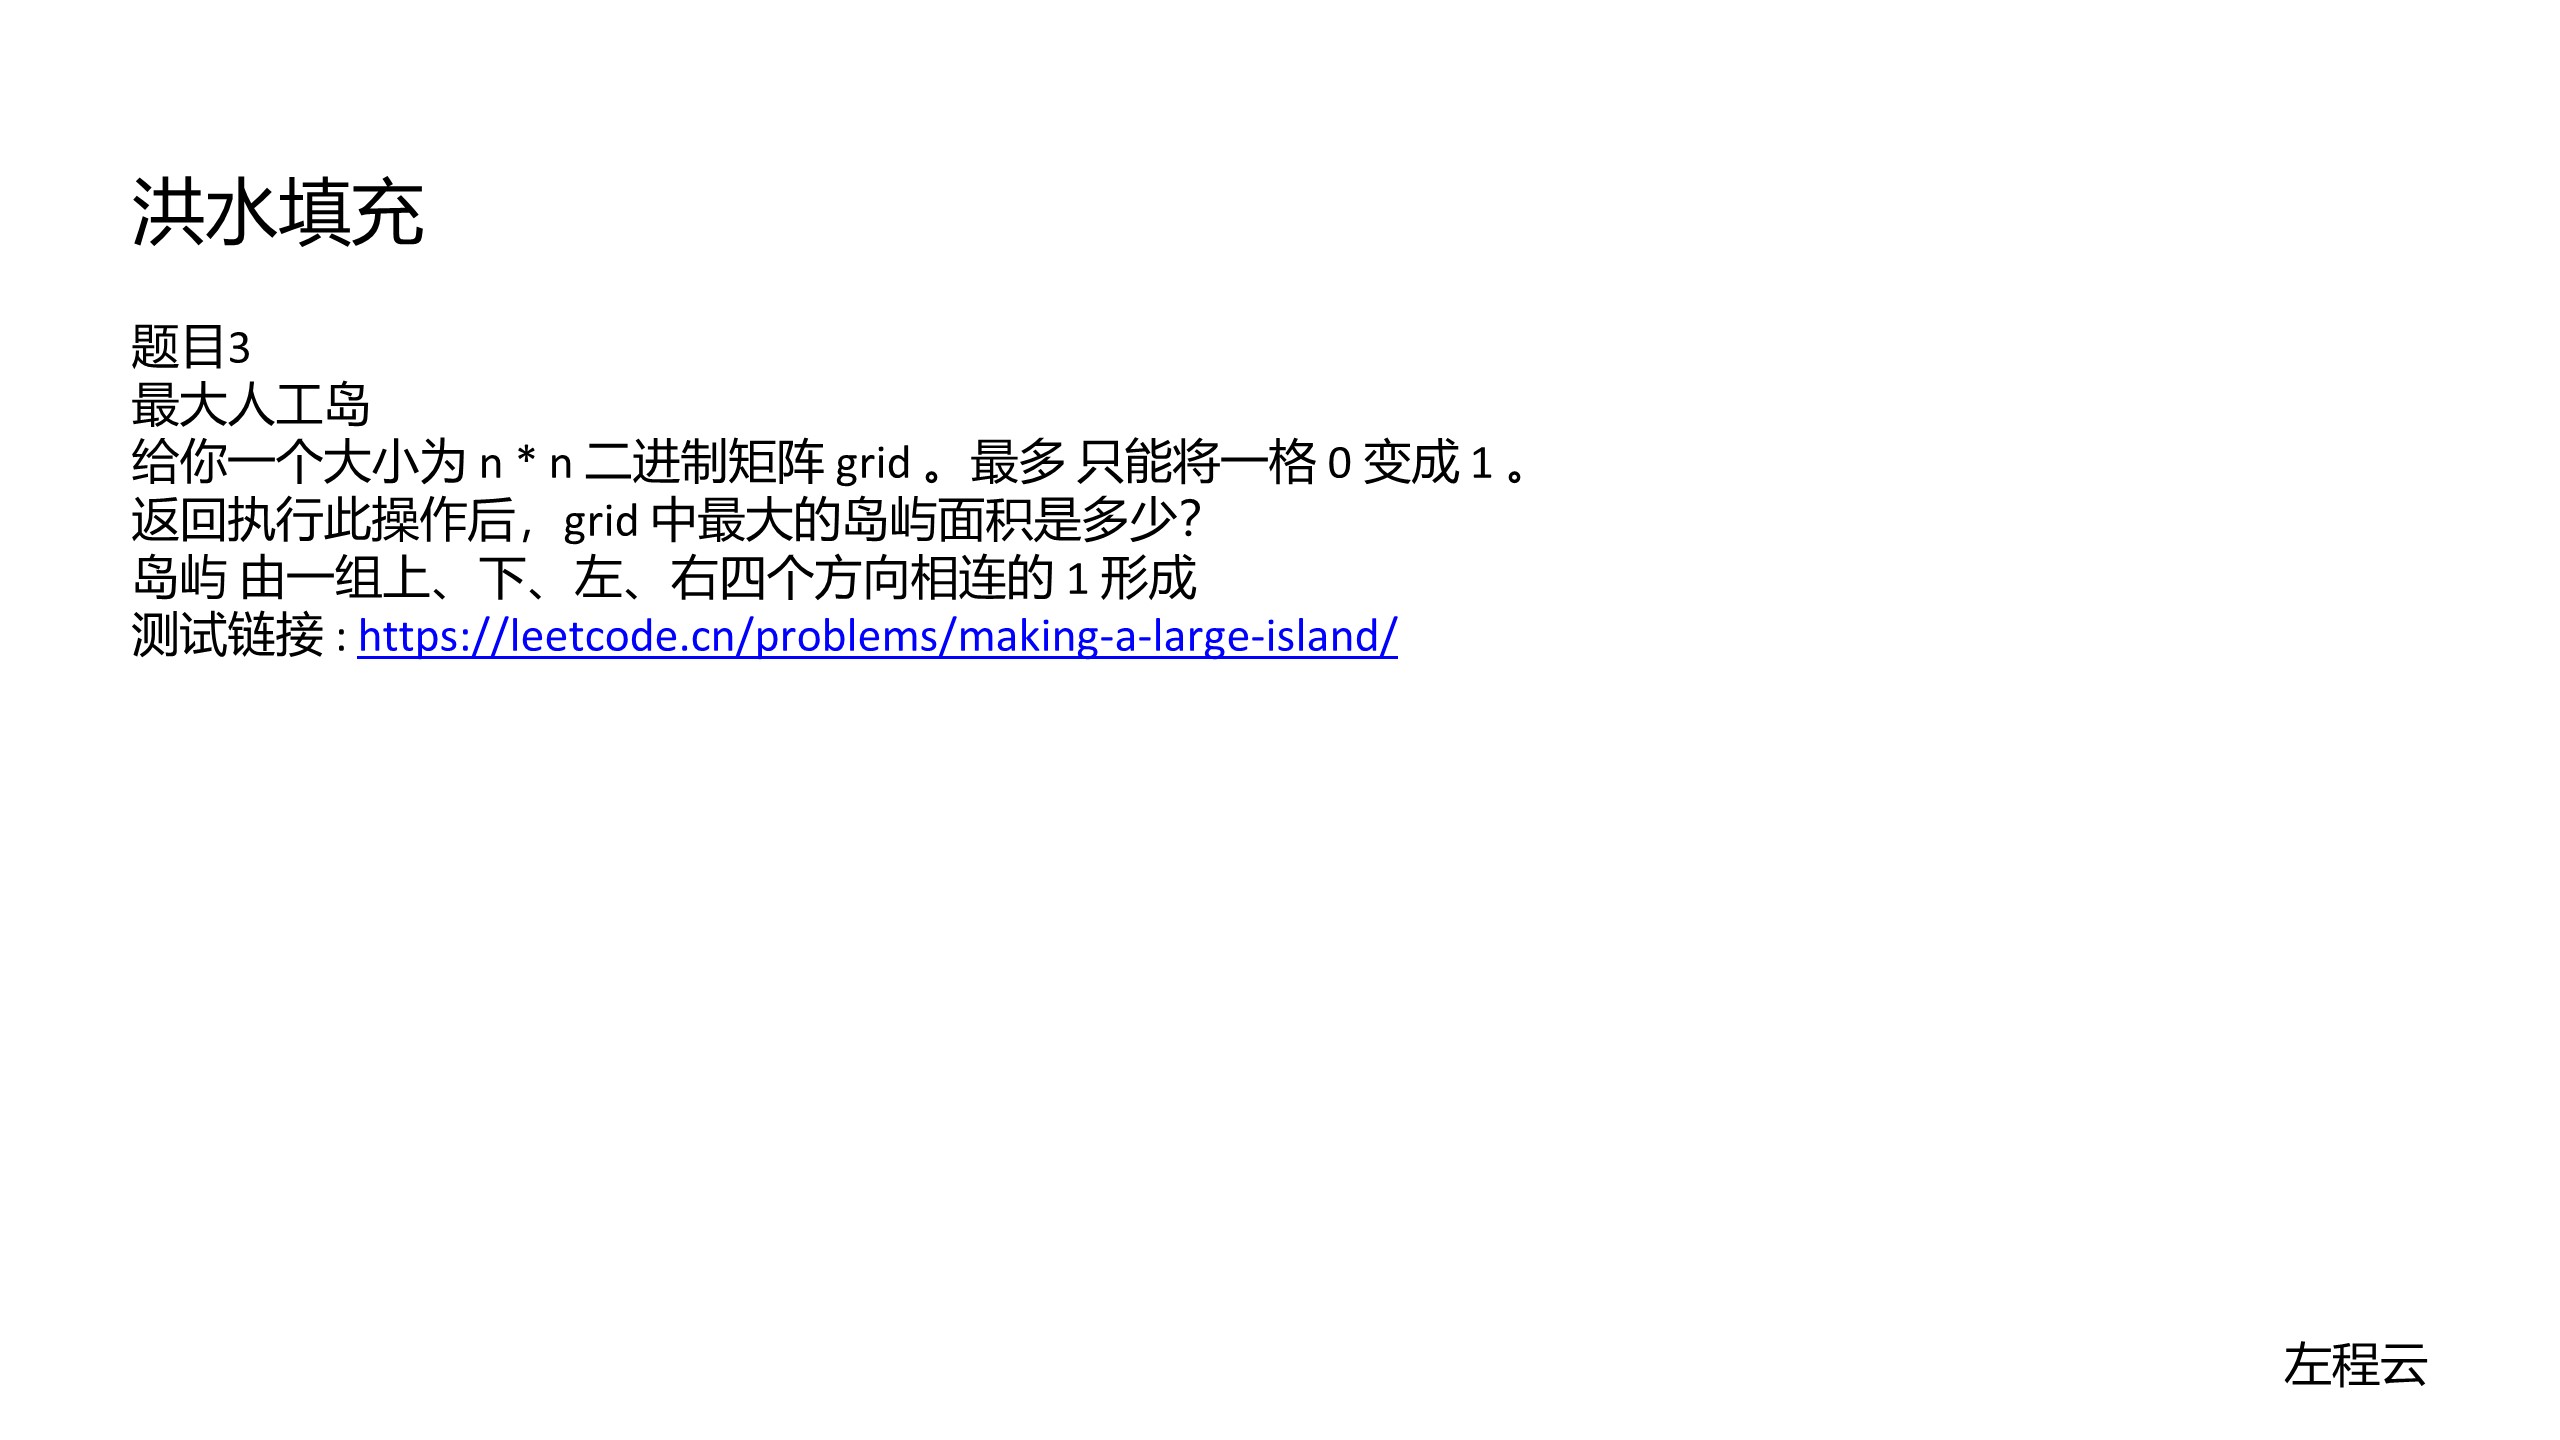 洪水填充
题目3
最大人工岛
给你一个大小为 n * n 二进制矩阵 grid 。最多 只能将一格 0 变成 1 。
返回执行此操作后，grid 中最大的岛屿面积是多少？
岛屿 由一组上、下、左、右四个方向相连的 1 形成
测试链接 : https://leetcode.cn/problems/making-a-large-island/
左程云